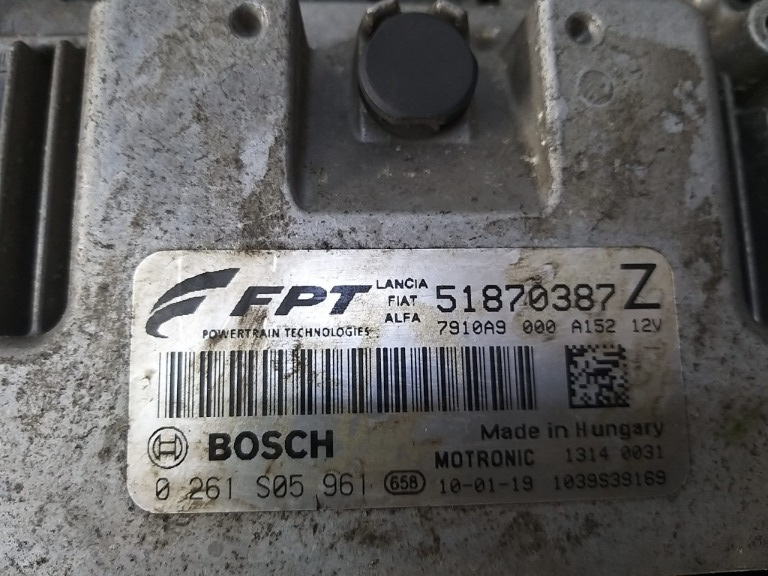 FPT
POWERTRAIN TECHNOLOGIES
LANCIA
FIAT
ALFA
51870387 Z
7910A9 000 A152 12V
BOSCH
Made in Hungary
MOTRONIC 1314 0031
0 261 S05 961 658 10-01-19 1039S39169